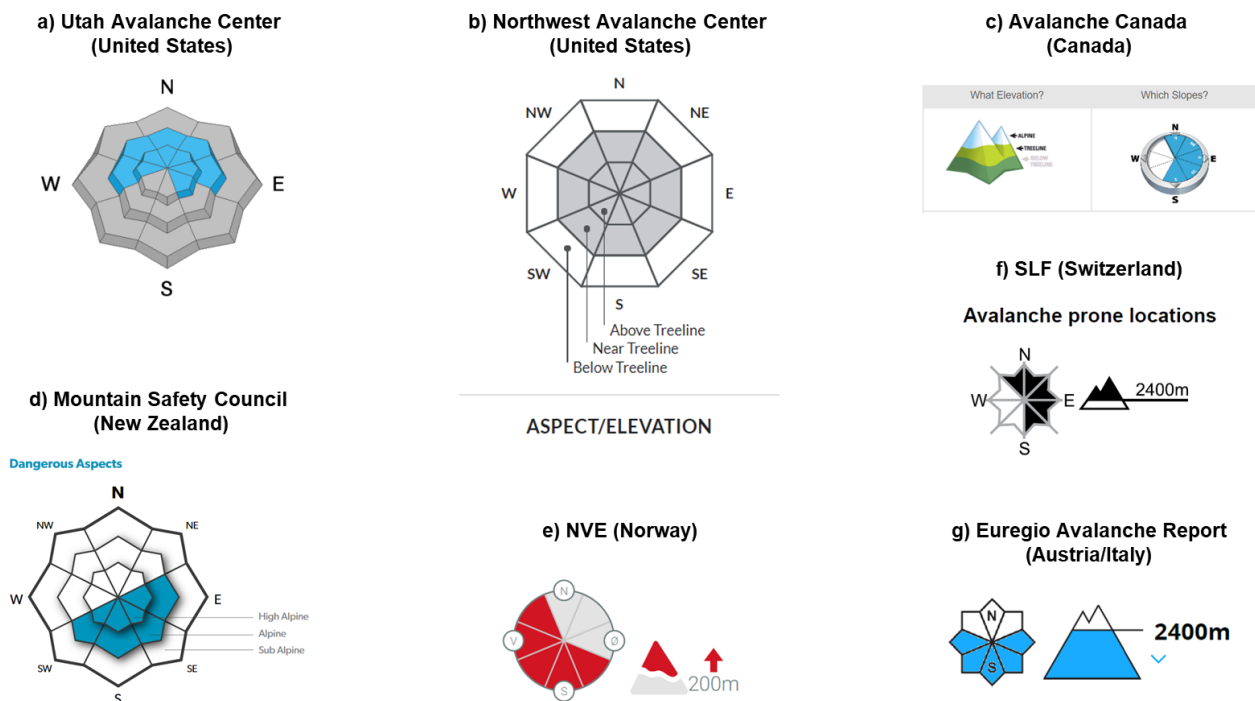 a) Utah Avalanche Center
(United States)
N
W
E
S
b) Northwest Avalanche Center
(United States)
N
NW
NE
W
E
SW
SE
S
Above Treeline
Near Treeline
Below Treeline
ASPECT/ELEVATION
c) Avalanche Canada
(Canada)
What Elevation?
Which Slopes?
ALPINE
TREELINE
BELOW
TREELINE
N
W
E
S
d) Mountain Safety Council
(New Zealand)
Dangerous Aspects
N
NW
NE
W
E
High Alpine
Alpine
Sub Alpine
SW
SE
S
e) NVE (Norway)
N
V
Ø
S
200m
f) SLF (Switzerland)
Avalanche prone locations
N
W
E
S
2400m
g) Euregio Avalanche Report
(Austria/Italy)
N
S
2400m